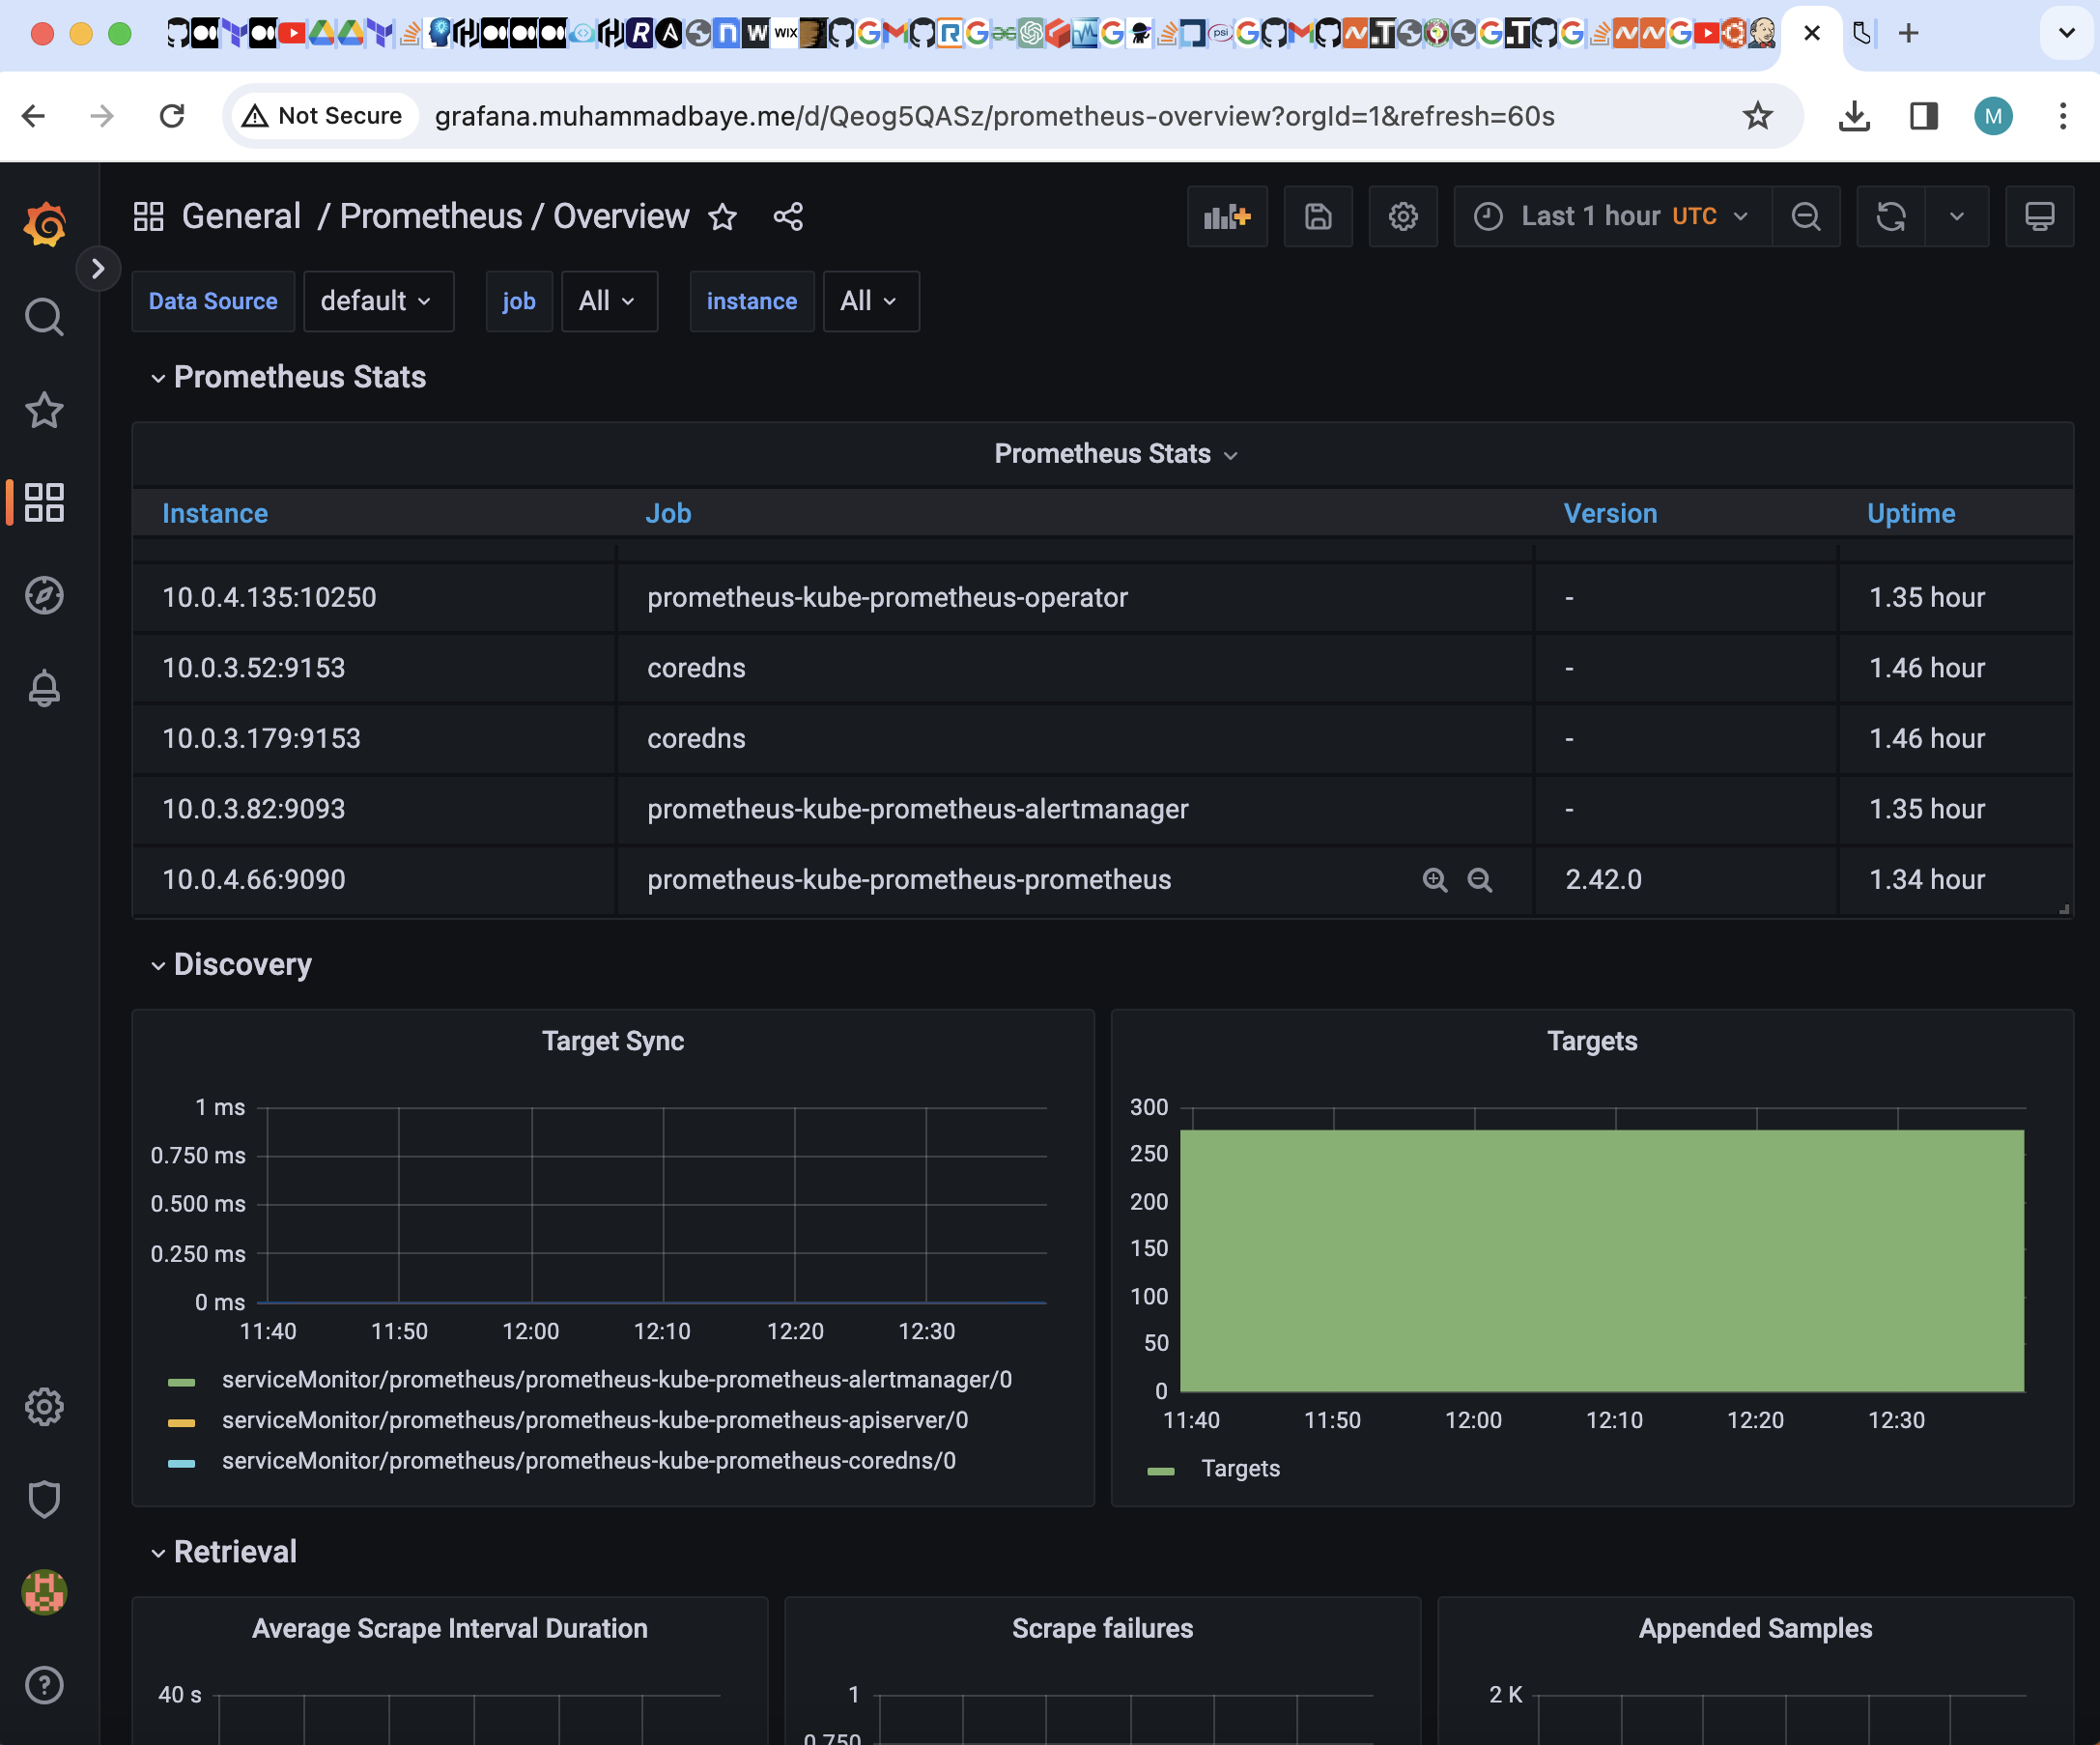 Not Secure grafana.muhammadbaye.me/d/Qeog5QASz/prometheus-overview?orgId=1&refresh=60s M
General / Prometheus / Overview Last 1 hour UTC
Data Source default job All instance All
Prometheus Stats
Prometheus Stats
Instance Job Version Uptime
10.0.4.135:10250 prometheus-kube-prometheus-operator - 1.35 hour
10.0.3.52:9153 coredns - 1.46 hour
10.0.3.179:9153 coredns - 1.46 hour
10.0.3.82:9093 prometheus-kube-prometheus-alertmanager - 1.35 hour
10.0.4.66:9090 prometheus-kube-prometheus-prometheus 2.42.0 1.34 hour
Discovery
Target Sync
1 ms
0.750 ms
0.500 ms
0.250 ms
0 ms
11:40 11:50 12:00 12:10 12:20 12:30
serviceMonitor/prometheus/prometheus-kube-prometheus-alertmanager/0
serviceMonitor/prometheus/prometheus-kube-prometheus-apiserver/0
serviceMonitor/prometheus/prometheus-kube-prometheus-coredns/0
Targets
300
250
200
150
100
50
0
11:40 11:50 12:00 12:10 12:20 12:30
Targets
Retrieval
Average Scrape Interval Duration
40 s
Scrape failures
1
0.750
Appended Samples
2 K